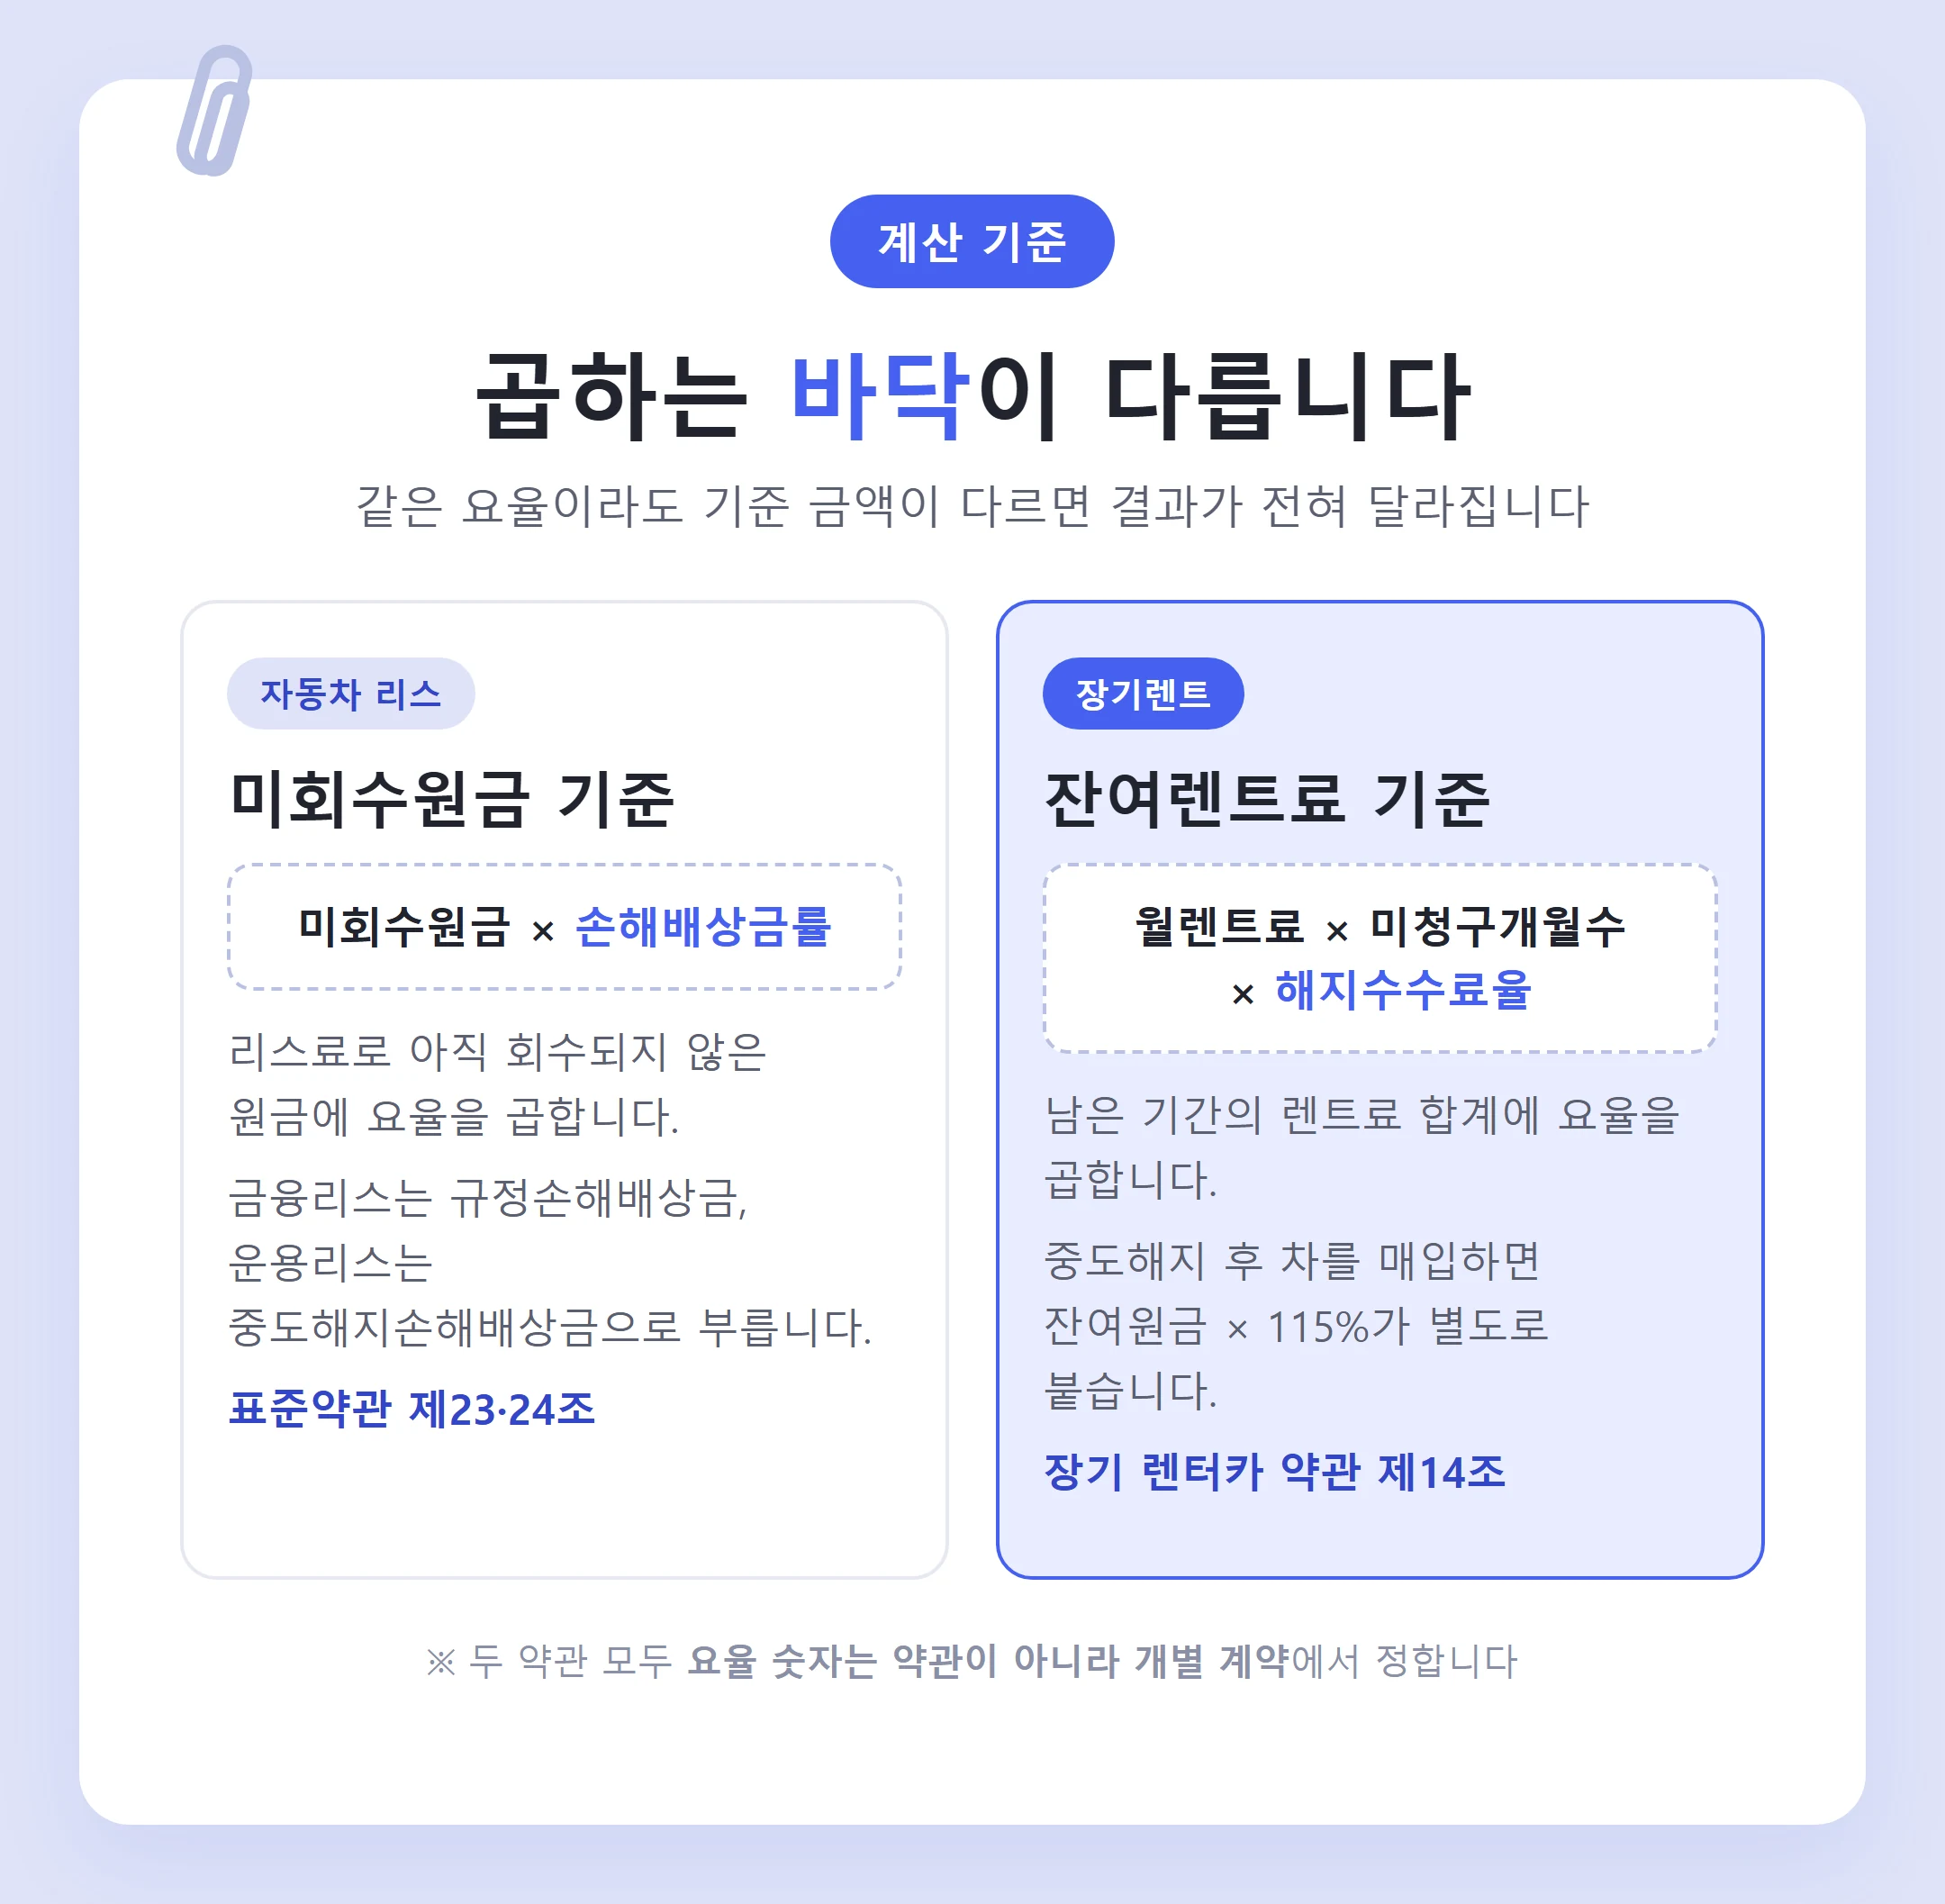 계산 기준
곱하는 바닥이 다릅니다
같은 요율이라도 기준 금액이 다르면 결과가 전혀 달라집니다
자동차 리스
미회수원금 기준
미회수원금 × 손해배상금률
리스료로 아직 회수되지 않은
원금에 요율을 곱합니다.
금융리스는 규정손해배상금,
운용리스는
중도해지손해배상금으로 부릅니다.
표준약관 제23·24조
장기렌트
잔여렌트료 기준
월렌트료 × 미청구개월수
× 해지수수료율
남은 기간의 렌트료 합계에 요율을
곱합니다.
중도해지 후 차를 매입하면
잔여원금 × 115%가 별도로
붙습니다.
장기 렌터카 약관 제14조
※ 두 약관 모두 요율 숫자는 약관이 아니라 개별 계약에서 정합니다